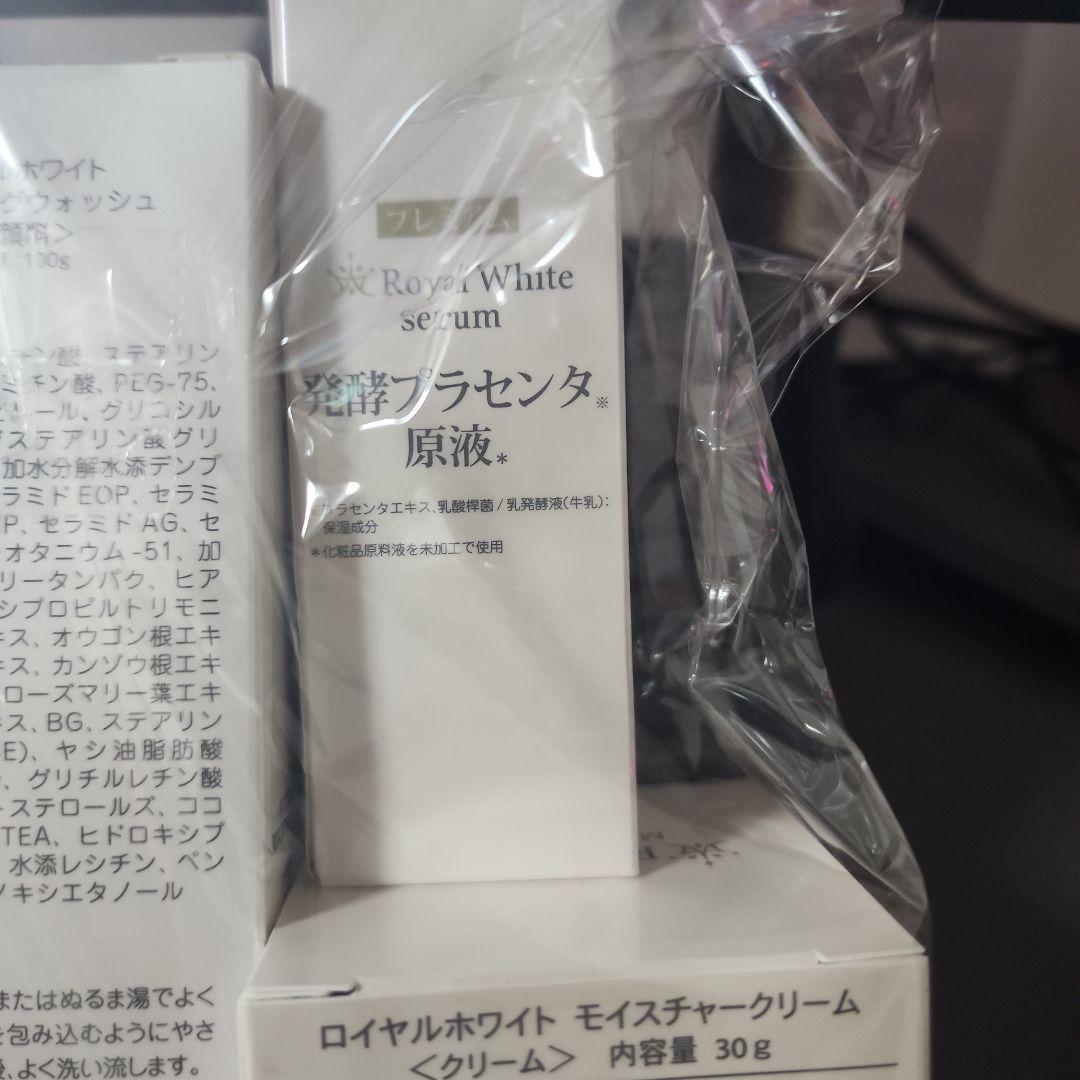 ルホワイト
グウォッシュ
顔料＞
100g
ステアリン
ミチン酸、PEG-75、
グリコシル
ステアリン酸グリ
加水分解水添デンプ
ラミドEOP、セラミ
P、セラミドAG、セ
オタニウム-51、加
リータンパク、ヒア
シプロピルトリモニ
キス、オウゴン根エキ
キス、カンゾウ根エキ
ローズマリー葉エキ
キス、BG、ステアリン
SE)、ヤシ油脂肪酸
グリチルレチン酸
ステロールズ、ココ
TEA、ヒドロキシプ
水添レシチン、ペン
ノキシエタノール
またはぬるま湯でよく
を包み込むようにやさ
後、よく洗い流します。
プレミアム
Royal White
serum
発酵プラセンタ※
原液*
※プラセンタエキス、乳酸桿菌/乳発酵液(牛乳):
保湿成分
*化粧品原料液を未加工で使用
ロイヤルホワイト モイスチャークリーム
＜クリーム＞ 内容量 30g